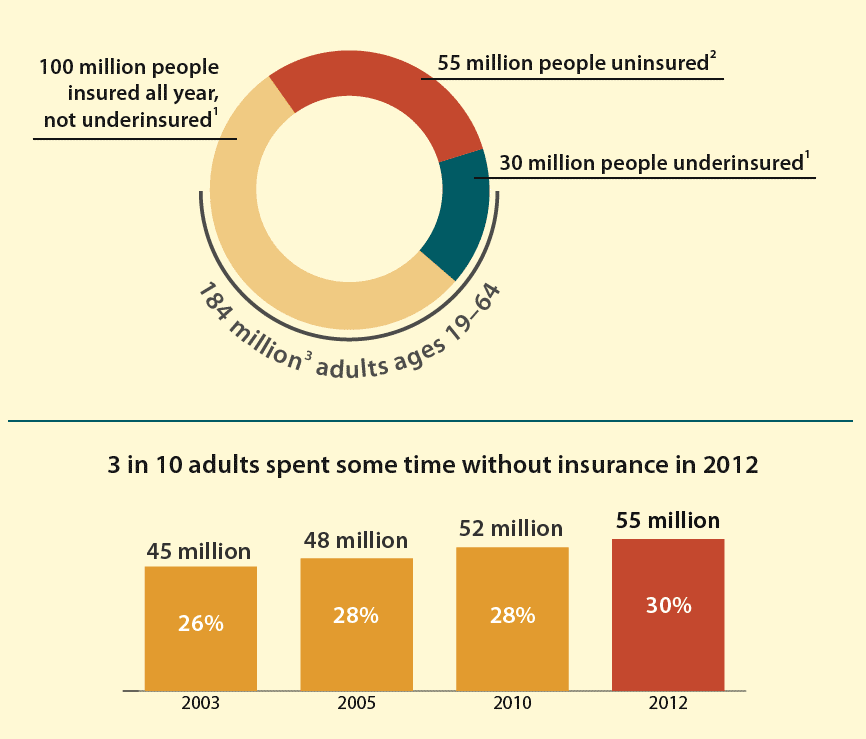 100 million people
insured all year,
not underinsured¹
55 million people uninsured²
30 million people underinsured¹
184 million³ adults ages 19–64
3 in 10 adults spent some time without insurance in 2012
45 million
48 million
52 million
55 million
26%
28%
28%
30%
2003
2005
2010
2012